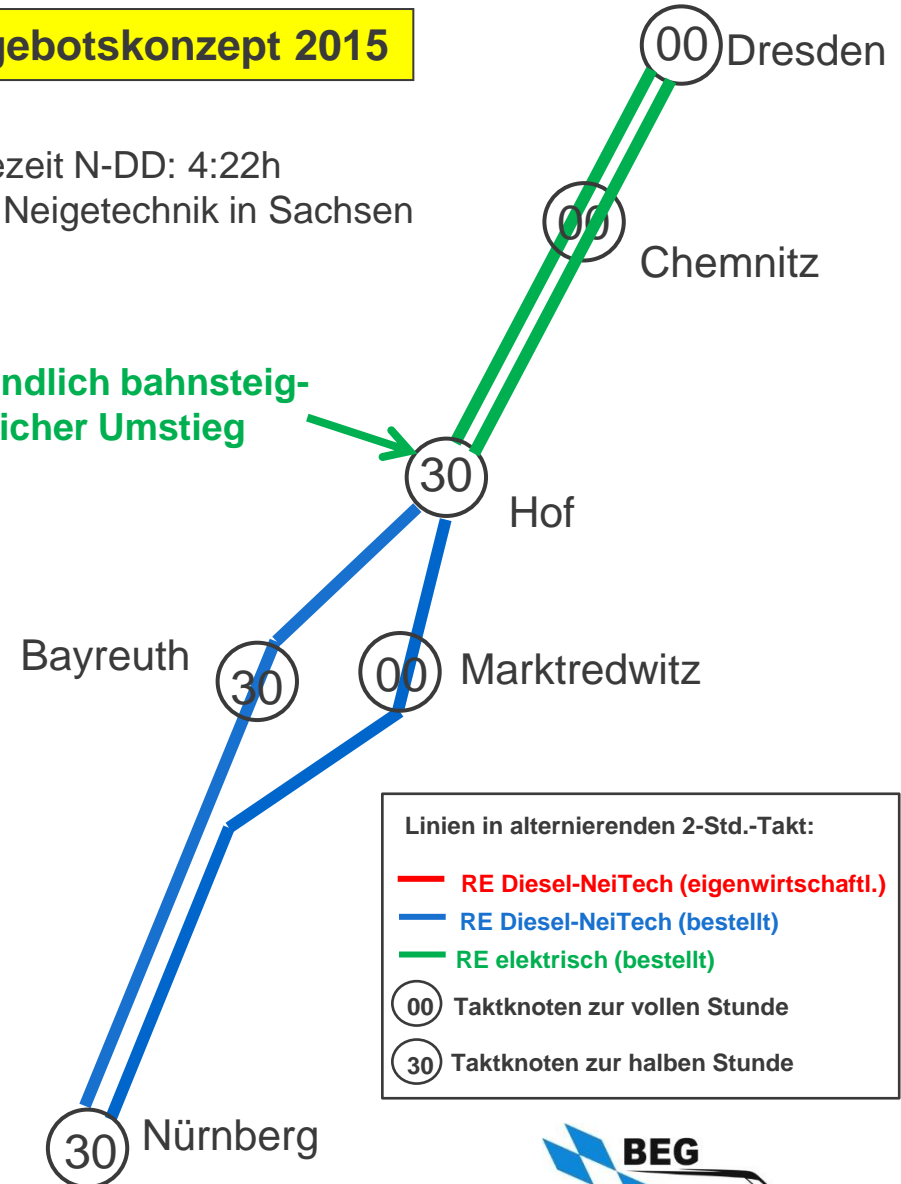 gebotskonzept 2015
00 Dresden
ezeit N-DD: 4:22h
Neigetechnik in Sachsen
00
Chemnitz
ndlich bahnsteig-
licher Umstieg
30
Hof
Bayreuth
30
00 Marktredwitz
Linien in alternierenden 2-Std.-Takt:
RE Diesel-NeiTech (eigenwirtschaftl.)
RE Diesel-NeiTech (bestellt)
RE elektrisch (bestellt)
00 Taktknoten zur vollen Stunde
30 Taktknoten zur halben Stunde
30 Nürnberg
BEG